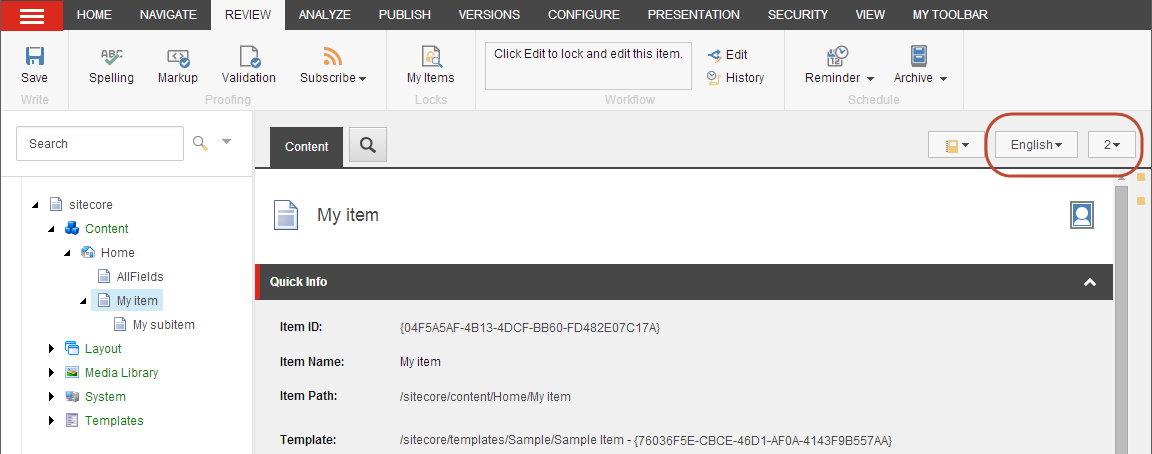 HOME NAVIGATE REVIEW ANALYZE PUBLISH VERSIONS CONFIGURE PRESENTATION SECURITY VIEW MY TOOLBAR
ABC
Click Edit to lock and edit this item.
Edit
12
Save Spelling Markup Validation Subscribe My Items History Reminder Archive
Write Proofing Locks Workflow Schedule
Search
Content
English
2
sitecore
Content
Home
AllFields
My item
My subitem
Layout
Media Library
System
Templates
My item
Quick Info
Item ID: {04F5A5AF-4B13-4DCF-BB60-FD482E07C17A}
Item Name: My item
Item Path: /sitecore/content/Home/My item
Template: /sitecore/templates/Sample/Sample Item - {76036F5E-CBCE-46D1-AF0A-4143F9B557AA}